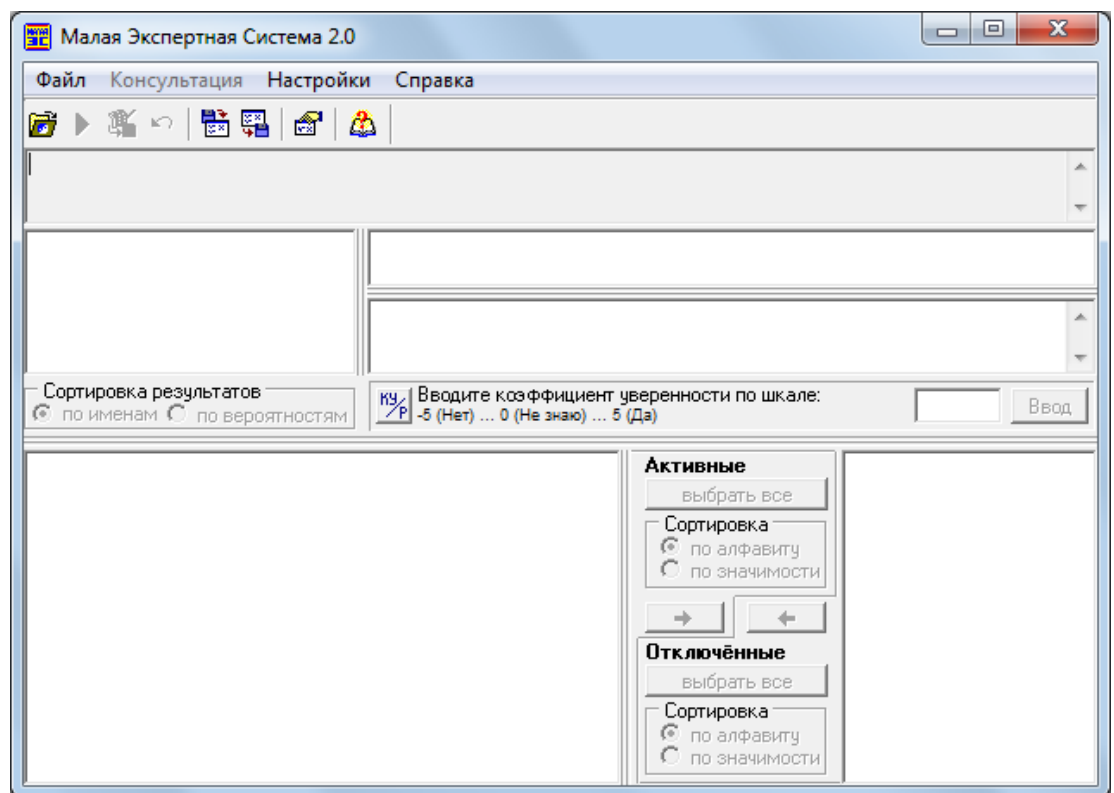 Малая Экспертная Система 2.0
Файл Консультация Настройки Справка
Сортировка результатов
по именам по вероятностям
КУ/Р
Вводите коэффициент уверенности по шкале:
-5 (Нет) ... 0 (Не знаю) ... 5 (Да)
Ввод
Активные
выбрать все
Сортировка
по алфавиту
по значимости
Отключённые
выбрать все
Сортировка
по алфавиту
по значимости